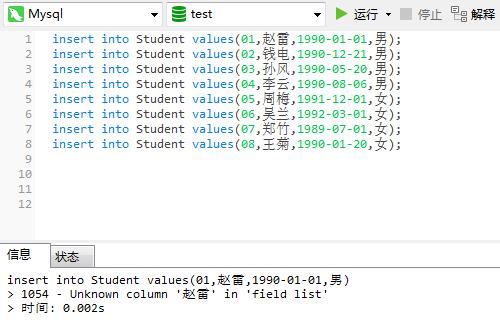 Mysql test 运行 停止 解释
1 insert into Student values(01,赵雷,1990-01-01,男);
2 insert into Student values(02,钱电,1990-12-21,男);
3 insert into Student values(03,孙风,1990-05-20,男);
4 insert into Student values(04,李云,1990-08-06,男);
5 insert into Student values(05,周梅,1991-12-01,女);
6 insert into Student values(06,吴兰,1992-03-01,女);
7 insert into Student values(07,郑竹,1989-07-01,女);
8 insert into Student values(08,王菊,1990-01-20,女);
9
10
11
12
信息 状态
insert into Student values(01,赵雷,1990-01-01,男)
> 1054 - Unknown column '赵雷' in 'field list'
> 时间: 0.002s